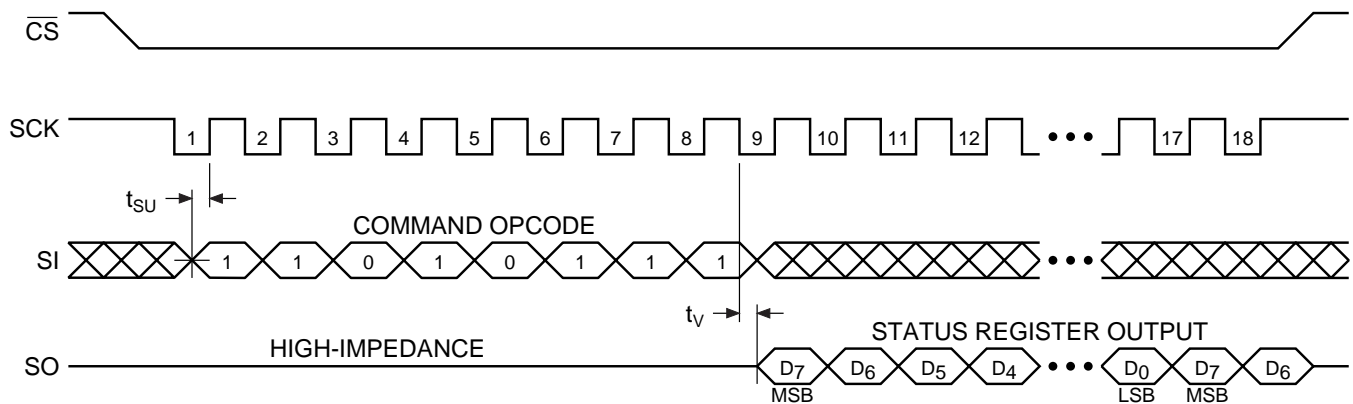 CS
SCK
1 2 3 4 5 6 7 8 9 10 11 12 ••• 17 18
tSU
COMMAND OPCODE
SI
1 1 0 1 0 1 1 1 •••
tV
STATUS REGISTER OUTPUT
HIGH-IMPEDANCE
SO
D7 D6 D5 D4 ••• D0 D7 D6
MSB LSB MSB